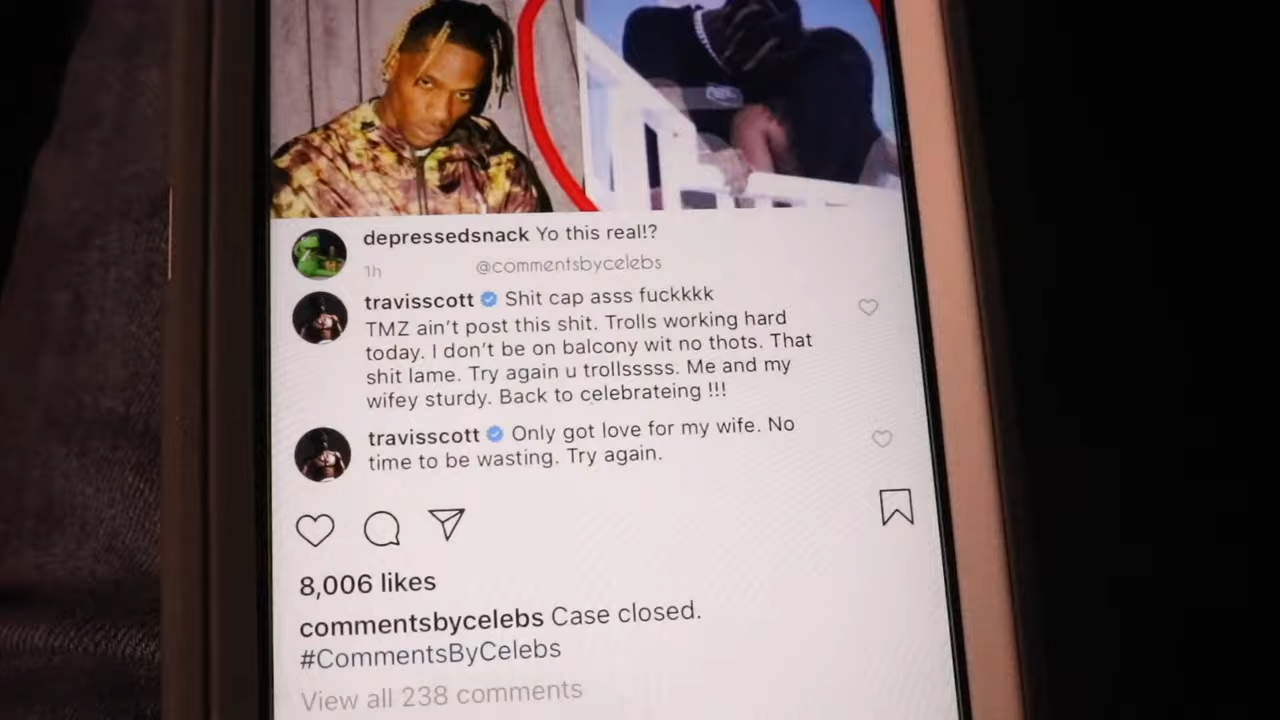 depressedsnack Yo this real!?
1h @commentsbycelebs
travisscott Shit cap asss fuckkkk
TMZ ain't post this shit. Trolls working hard
today. I don't be on balcony wit no thots. That
shit lame. Try again u trollsssss. Me and my
wifey sturdy. Back to celebrateing !!!
travisscott Only got love for my wife. No
time to be wasting. Try again.
8,006 likes
commentsbycelebs Case closed.
#CommentsByCelebs
View all 238 comments